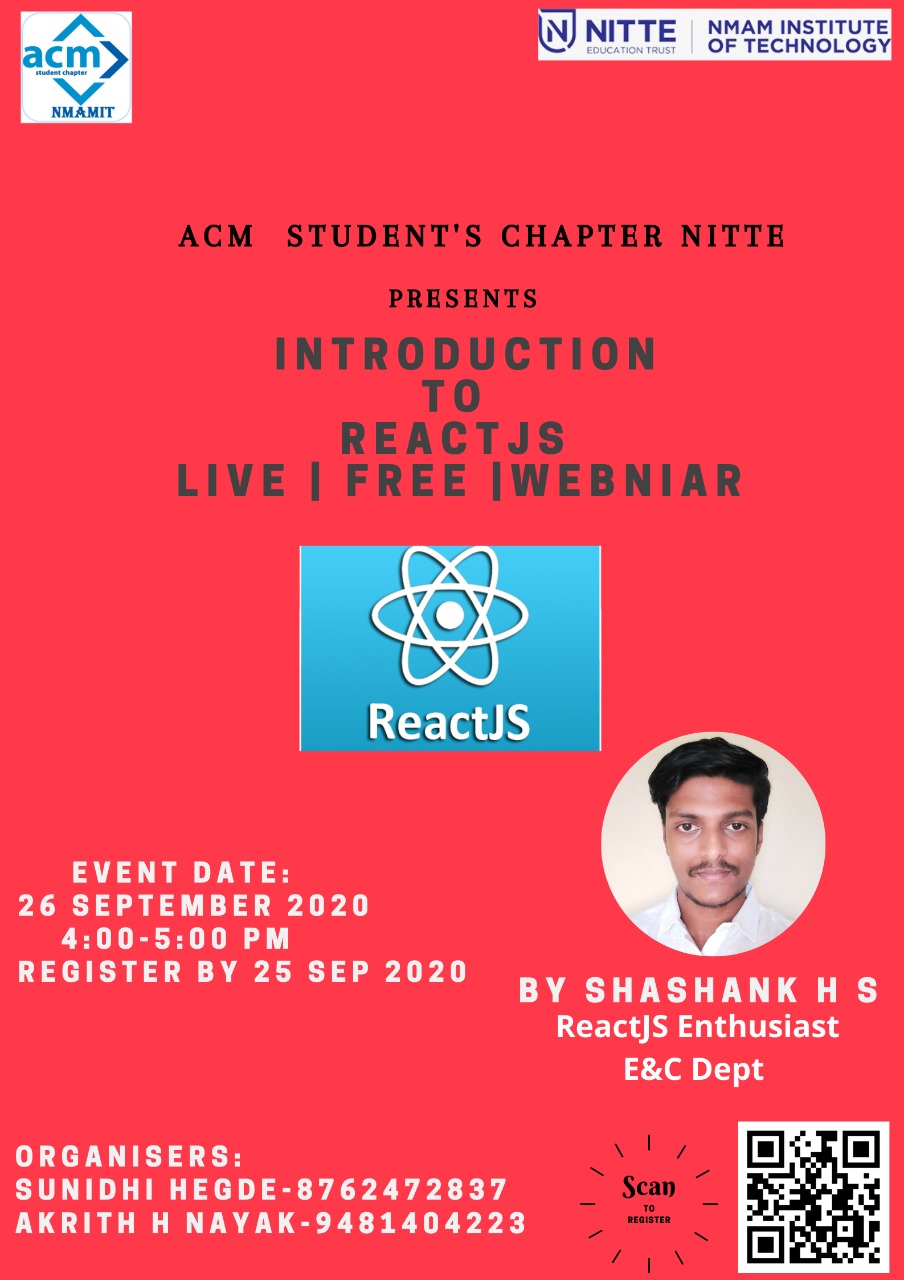 acm
student chapter
NMAMIT
NITTE
EDUCATION TRUST
NMAM INSTITUTE
OF TECHNOLOGY
ACM STUDENT'S CHAPTER NITTE
PRESENTS
INTRODUCTION
TO
REACTJS
LIVE | FREE |WEBNIAR
ReactJS
EVENT DATE:
26 SEPTEMBER 2020
4:00-5:00 PM
REGISTER BY 25 SEP 2020
BY SHASHANK H S
ReactJS Enthusiast
E&C Dept
ORGANISERS:
SUNIDHI HEGDE-8762472837
AKRITH H NAYAK-9481404223
Scan
TO
REGISTER